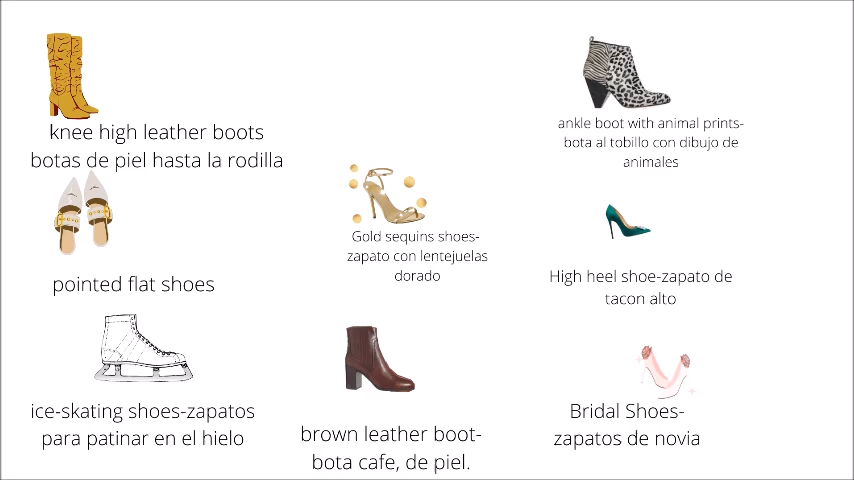 knee high leather boots
botas de piel hasta la rodilla
ankle boot with animal prints-
bota al tobillo con dibujo de
animales
Gold sequins shoes-
zapato con lentejuelas
dorado
pointed flat shoes
High heel shoe-zapato de
tacon alto
ice-skating shoes-zapatos
para patinar en el hielo
brown leather boot-
bota cafe, de piel.
Bridal Shoes-
zapatos de novia